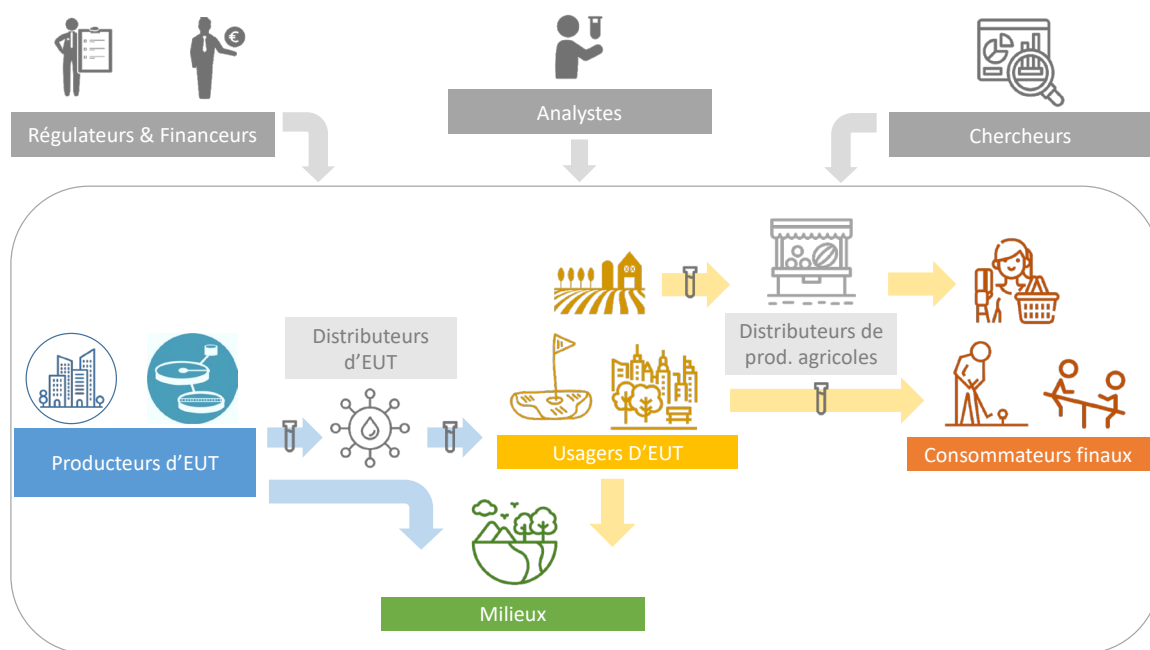 Régulateurs & Financeurs
Analystes
Chercheurs
Distributeurs
d'EUT
Distributeurs de
prod. agricoles
Producteurs d'EUT
Usagers D'EUT
Consommateurs finaux
Milieux
€